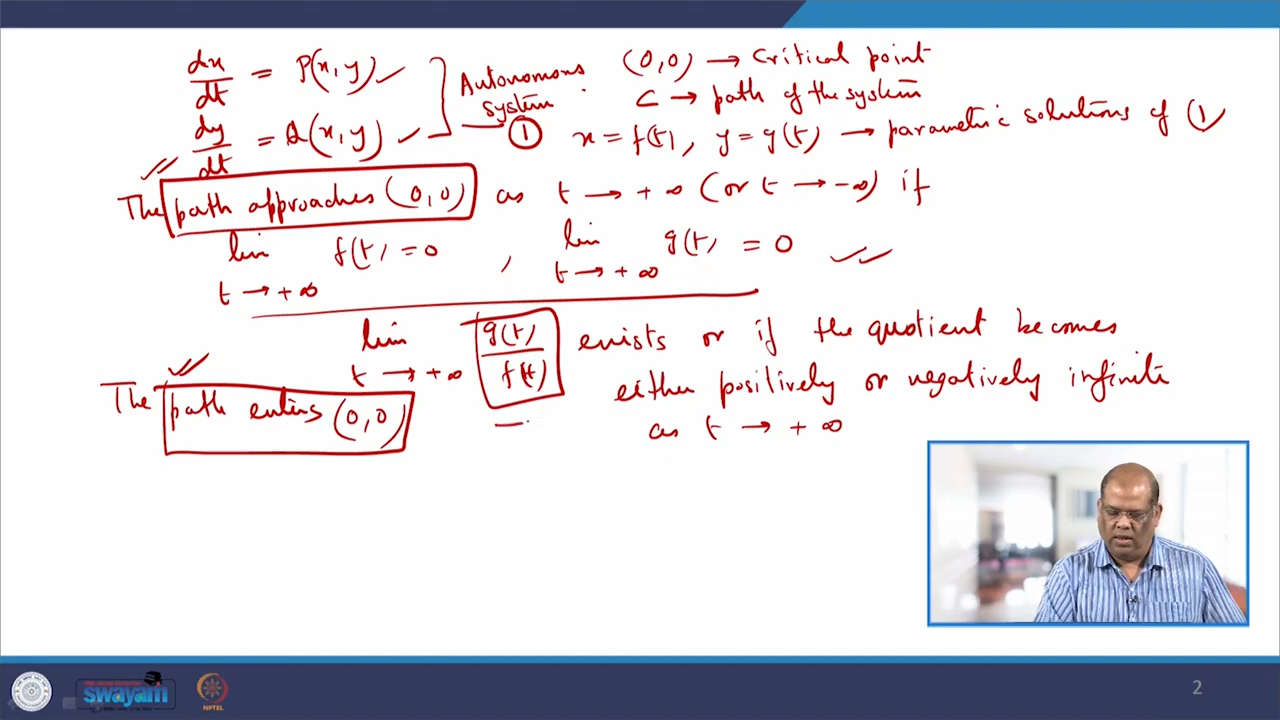 dx/dt = P(x, y)
dy/dt = Q(x, y)
Autonomous system
①
(0,0) → Critical point
C → path of the system
x = f(t), y = g(t) → parametric solutions of ①
The path approaches (0,0) as t → +∞ (or t → -∞) if
lim t → +∞ f(t) = 0 , lim t → +∞ g(t) = 0
lim t → +∞ g(t)/f(t) exists or if the quotient becomes
either positively or negatively infinite
as t → +∞
The path enters (0,0)
swayam
NPTEL
2